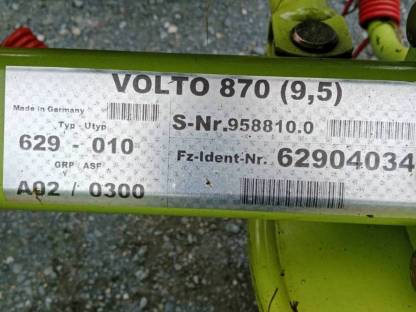 VOLTO 870 (9,5)
Made in Germany
Typ - Utyp
S-Nr. 958810.0
629 - 010
GRP / ASF
Fz-Ident-Nr. 62904034
A02 / 0300